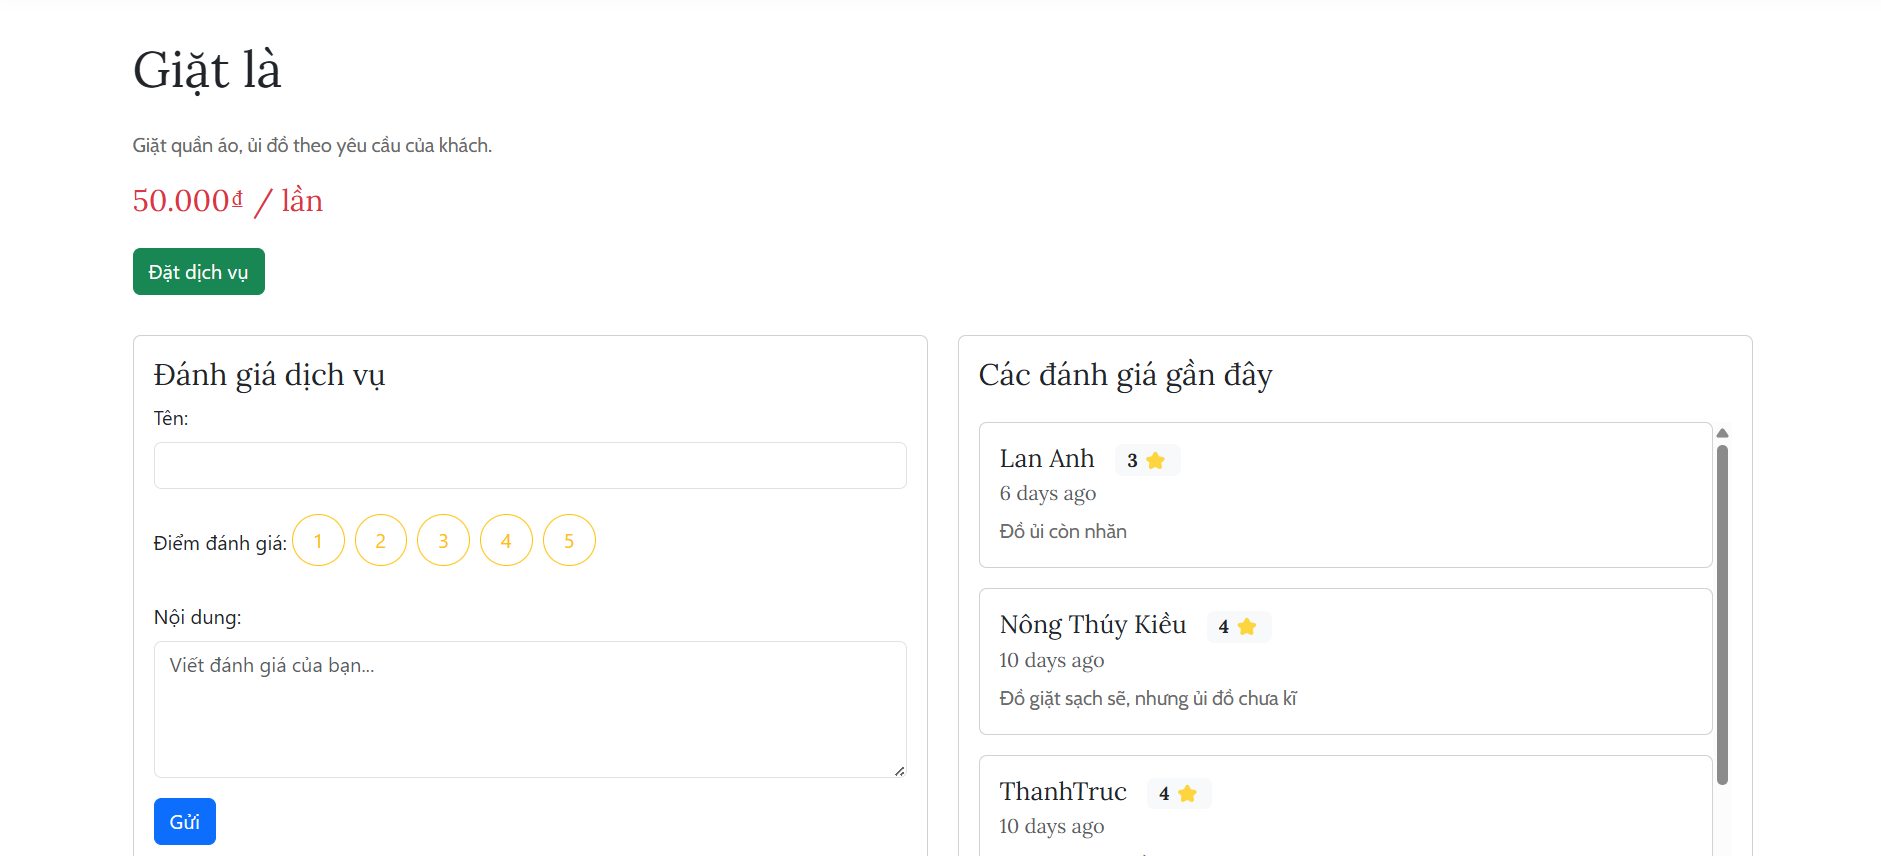 Giặt là
Giặt quần áo, ủi đồ theo yêu cầu của khách.
50.000₫ / lần
Đặt dịch vụ
Đánh giá dịch vụ
Tên:
Điểm đánh giá: 1 2 3 4 5
Nội dung:
Viết đánh giá của bạn...
Gửi
Các đánh giá gần đây
Lan Anh 3
6 days ago
Đồ ủi còn nhăn
Nông Thúy Kiều 4
10 days ago
Đồ giặt sạch sẽ, nhưng ủi đồ chưa kĩ
ThanhTruc 4
10 days ago